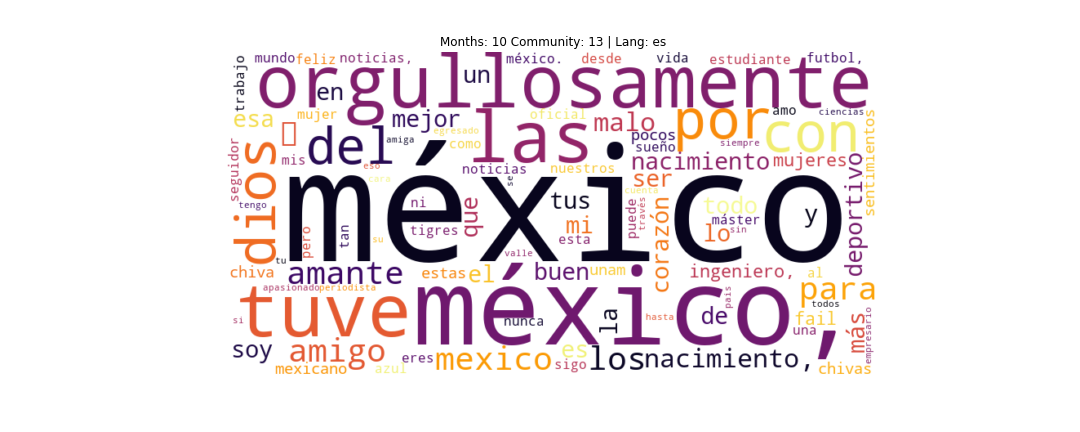 Months: 10 Community: 13 | Lang: es
trabajo mundo feliz noticias, un méxico. desde vida estudiante futbol,
orgullosamente
en amo ciencias
esa mujer mejor oficial malo por con
seguidor dios mis del amiga egresado como las pocos sueño siempre sentimientos
eso cara noticias nuestros nacimiento mujeres
méxico
tengo ni que se tus mi ser cuenta puede través corazón todo y deportivo
pero tan su tigres esta lo máster sin
tu valle
chiva amante estas el buen unam ingeniero, al
apasionado periodista país para
tuve méxico, todos
si nunca la hasta de una fail más empresario
soy amigo eres mexico es los nacimiento,
mexicano azul sigo chivas